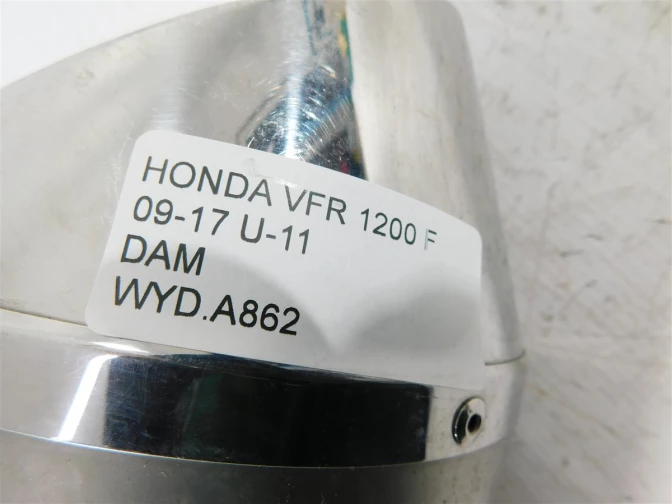 HONDA VFR 1200 F
09-17 U-11
DAM
WYD.A862